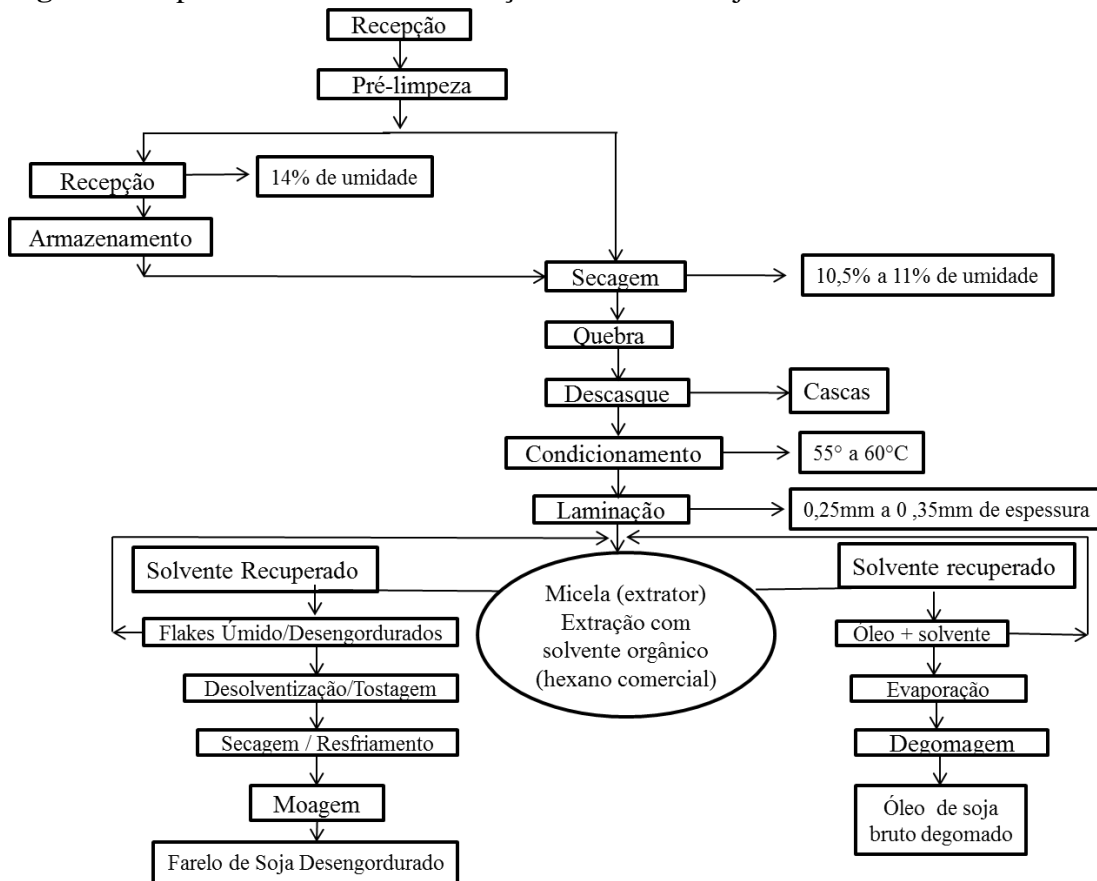 Recepção
Pré-limpeza
Recepção
14% de umidade
Armazenamento
Secagem
10,5% a 11% de umidade
Quebra
Descasque
Cascas
Condicionamento
55° a 60°C
Laminação
0,25mm a 0 ,35mm de espessura
Solvente Recuperado
Micela (extrator)
Extração com
solvente orgânico
(hexano comercial)
Solvente recuperado
Flakes Úmido/Desengordurados
Óleo + solvente
Desolventização/Tostagem
Evaporação
Secagem / Resfriamento
Degomagem
Moagem
Óleo de soja
bruto degomado
Farelo de Soja Desengordurado